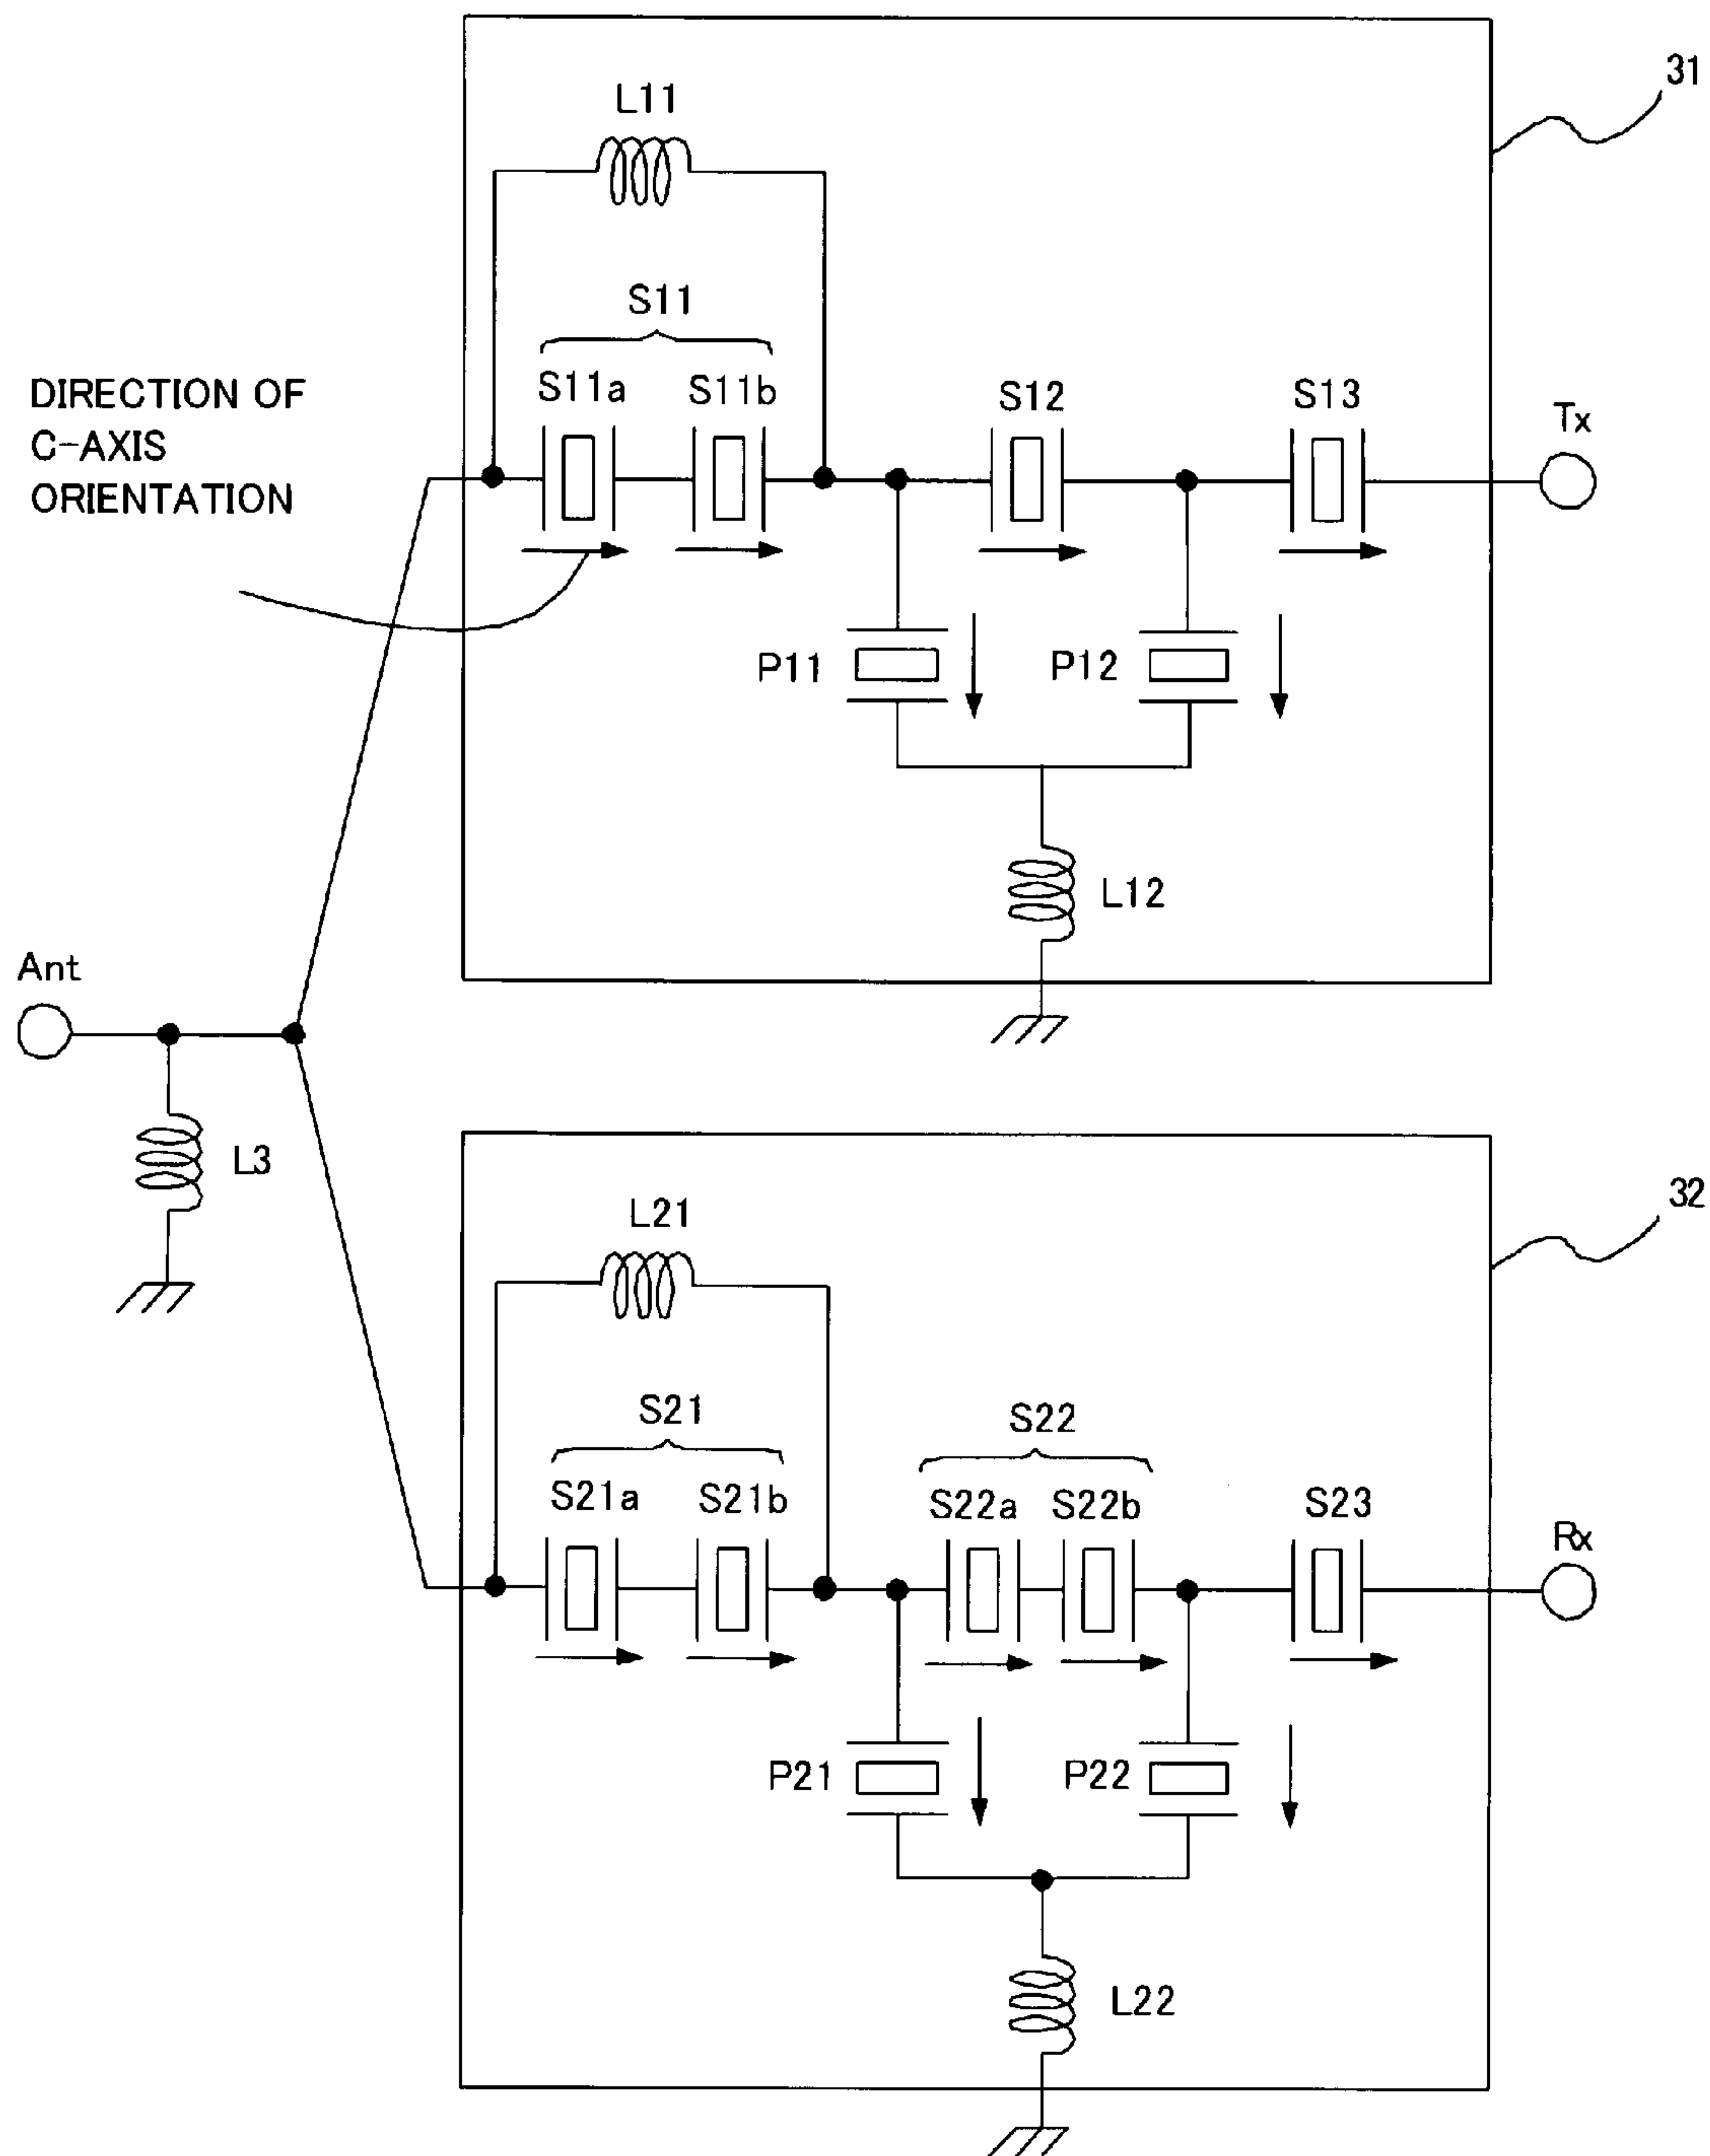 31
L11
S11
S11a
S11b
S12
S13
Tx
DIRECTION OF
C-AXIS
ORIENTATION
P11
P12
L12
Ant
L3
32
L21
S21
S22
S21a
S21b
S22a
S22b
S23
Rx
P21
P22
L22